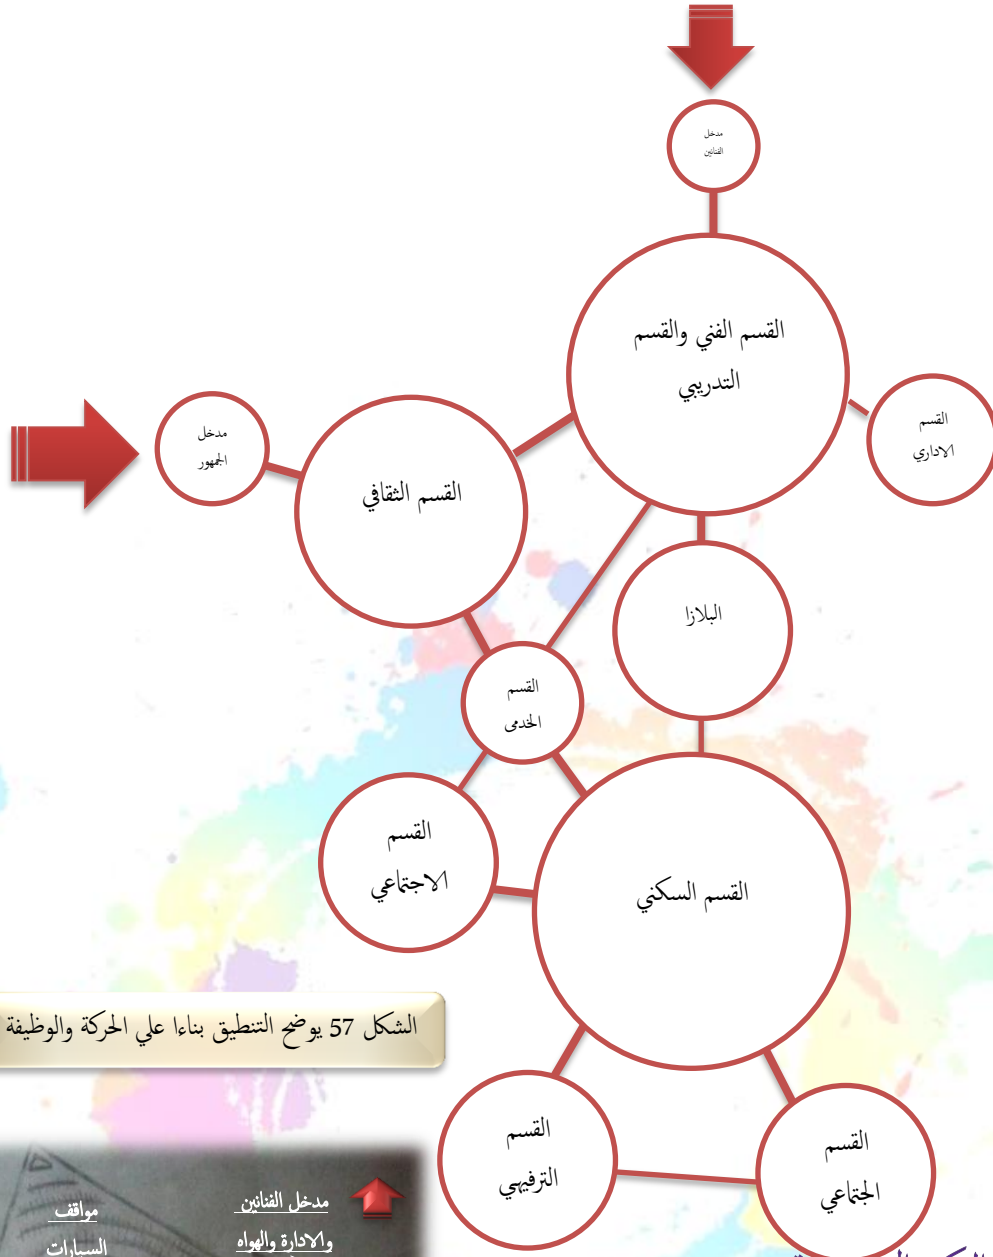 مدخل
الفنانين
القسم الفني والقسم
التدريبي
القسم
الاداري
مدخل
الجمهور
القسم الثقافي
البلازا
القسم
الخدمى
القسم
الاجتماعي
القسم السكني
الشكل 57 يوضح التنطيق بناءا علي الحركة والوظيفة
القسم
الترفيهي
القسم
الجتماعي
مدخل الفنانين
والادارة والهواه
مواقف
السيارات